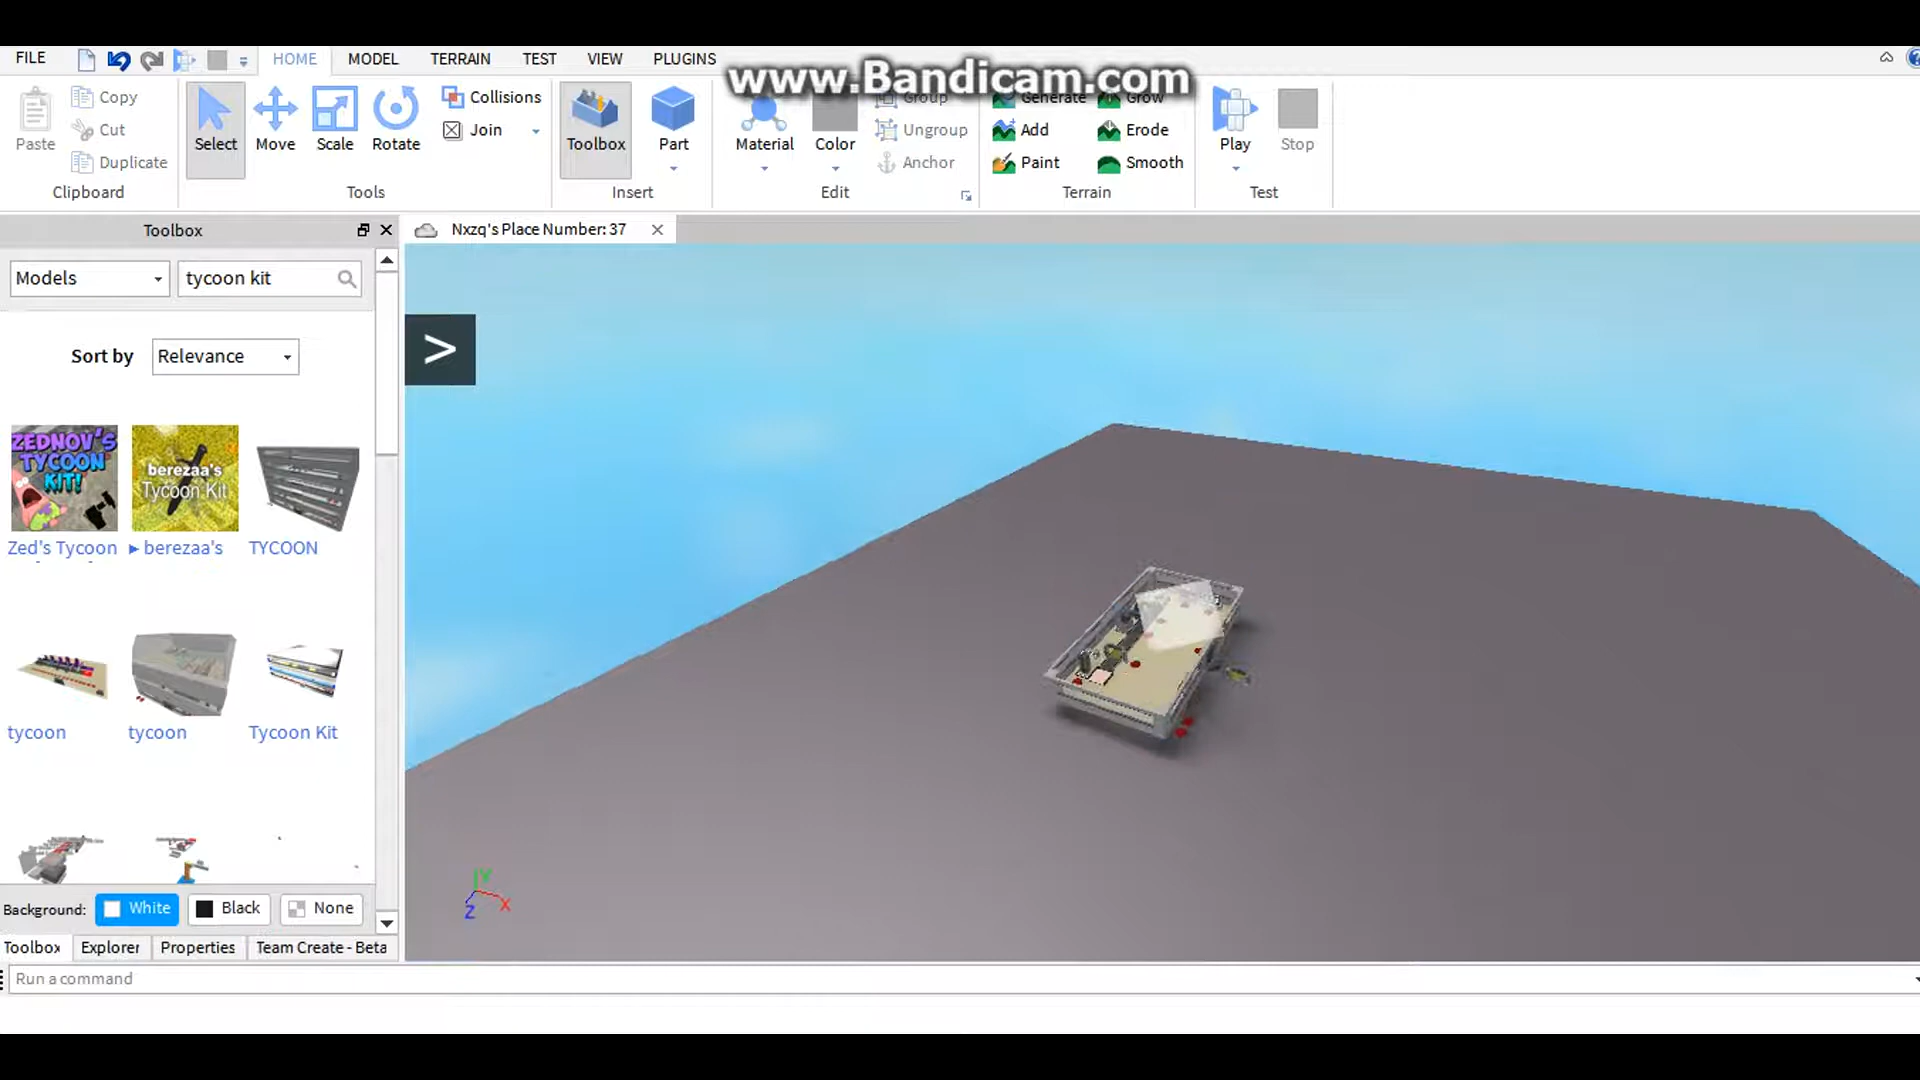 FILE HOME MODEL TERRAIN TEST VIEW PLUGINS
www.Bandicam.com
Copy Collisions Group Generate Grow
Paste Cut Select Move Scale Rotate Join Toolbox Part Material Color Ungroup Add Erode Play Stop
Duplicate Anchor Paint Smooth
Clipboard Tools Insert Edit Terrain Test
Toolbox Nxzq's Place Number: 37
Models tycoon kit
Sort by Relevance
>
ZEDNOV'S
TYCOON
KIT!
berezaa's
Tycoon Kit
Zed's Tycoon berezaa's TYCOON
tycoon tycoon Tycoon Kit
Y
X
Z
Background: White Black None
Toolbox Explorer Properties Team Create - Beta
Run a command